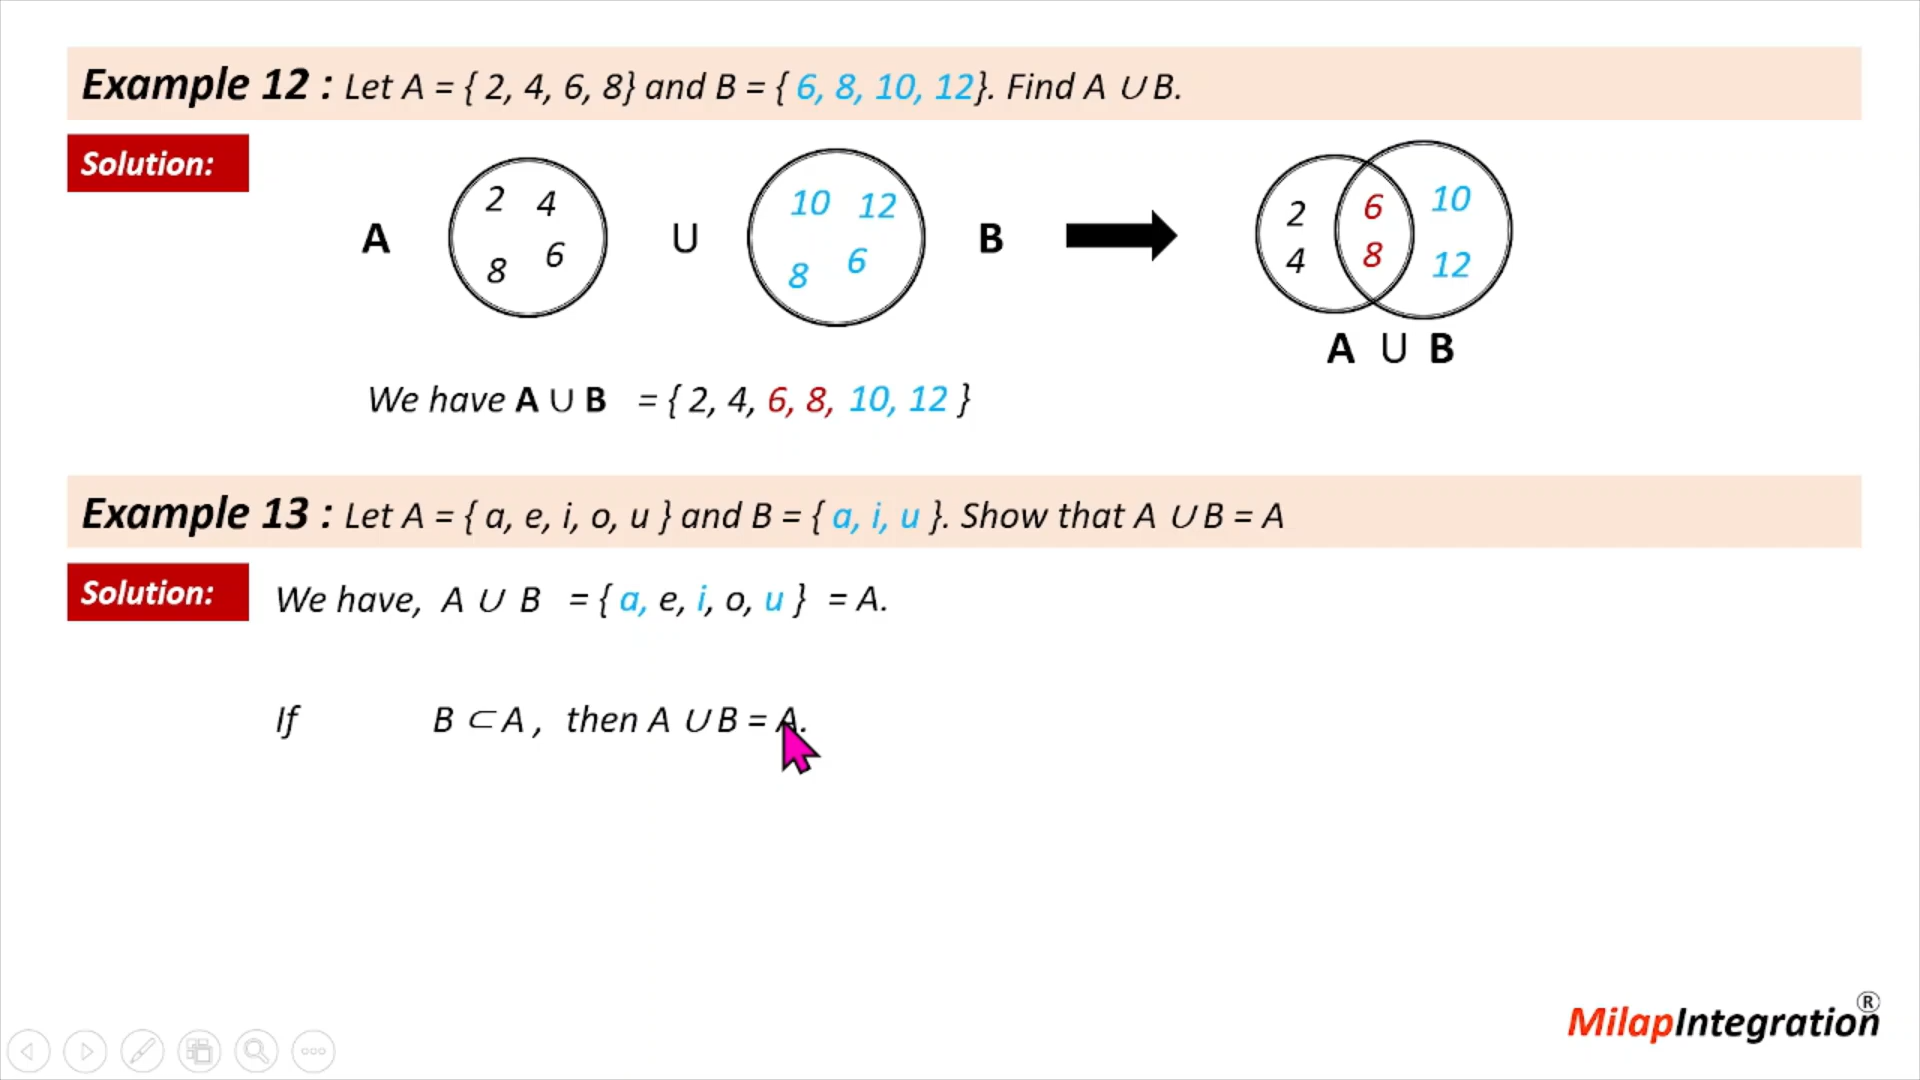 Example 12 : Let A = { 2, 4, 6, 8} and B = { 6, 8, 10, 12}. Find A ∪ B.
Solution:
A 2 4 8 6 ∪ 10 12 8 6 B 2 4 6 8 10 12
A ∪ B
We have A ∪ B = { 2, 4, 6, 8, 10, 12 }
Example 13 : Let A = { a, e, i, o, u } and B = { a, i, u }. Show that A ∪ B = A
Solution: We have, A ∪ B = { a, e, i, o, u } = A.
If B ⊂ A , then A ∪ B = A.
MilapIntegration®